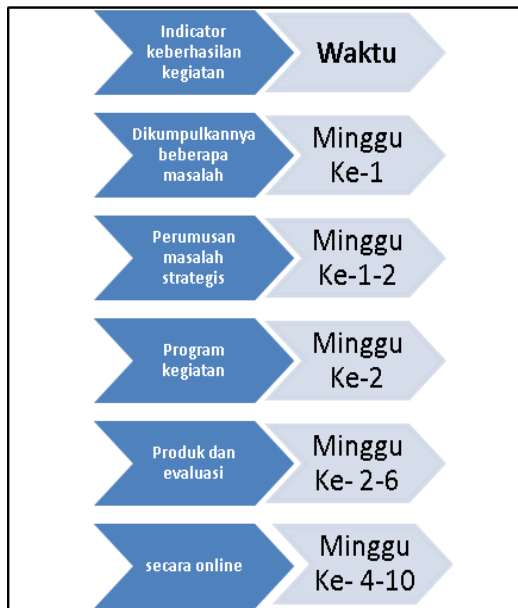 Indicator
keberhasilan
kegiatan
Waktu
Dikumpulkannya
beberapa
masalah
Minggu
Ke-1
Perumusan
masalah
strategis
Minggu
Ke-1-2
Program
kegiatan
Minggu
Ke-2
Produk dan
evaluasi
Minggu
Ke- 2-6
secara online
Minggu
Ke- 4-10